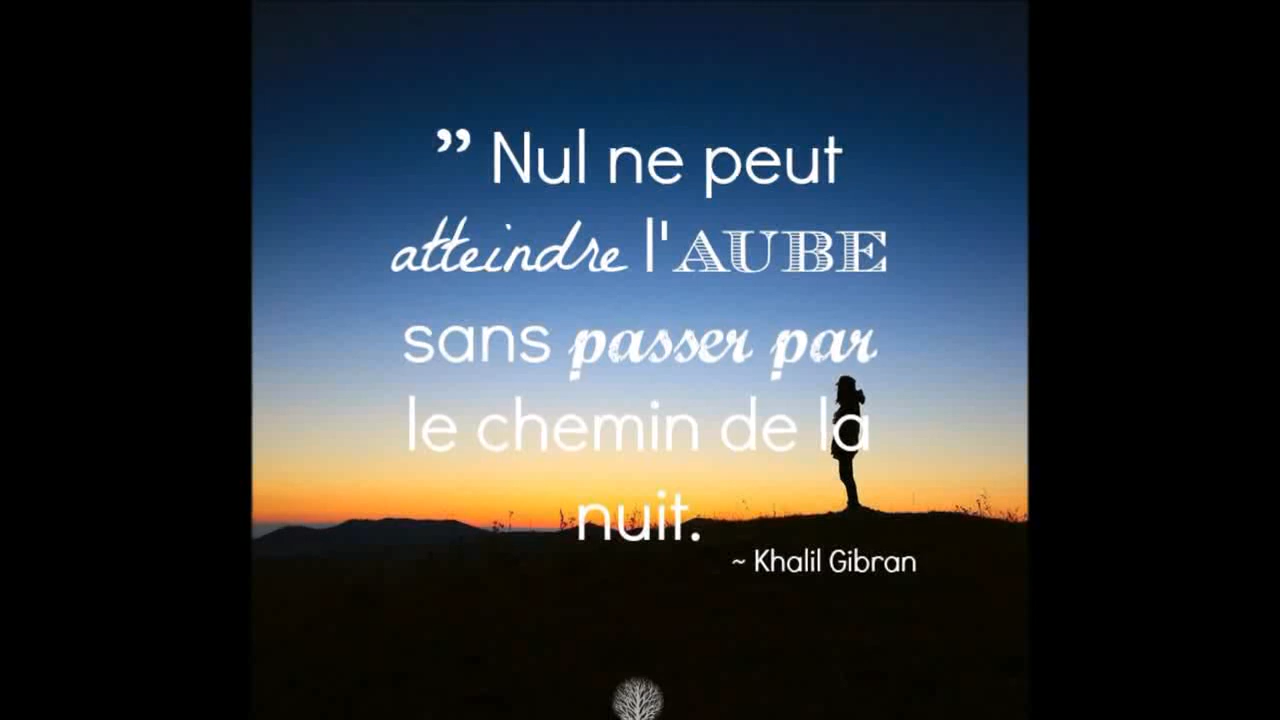 ” Nul ne peut
atteindre l'AUBE
sans passer par
le chemin de la
nuit.
~ Khalil Gibran